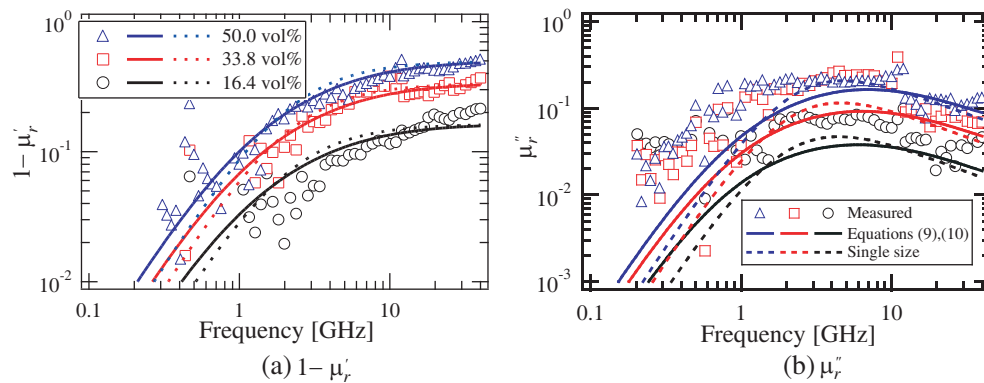 10⁰
10⁻¹
10⁻²
1− μ′r
50.0 vol%
33.8 vol%
16.4 vol%
0.1
1
10
Frequency [GHz]
(a) 1− μ′r
10⁰
10⁻¹
10⁻²
10⁻³
μ″r
Measured
Equations (9),(10)
Single size
0.1
1
10
Frequency [GHz]
(b) μ″r